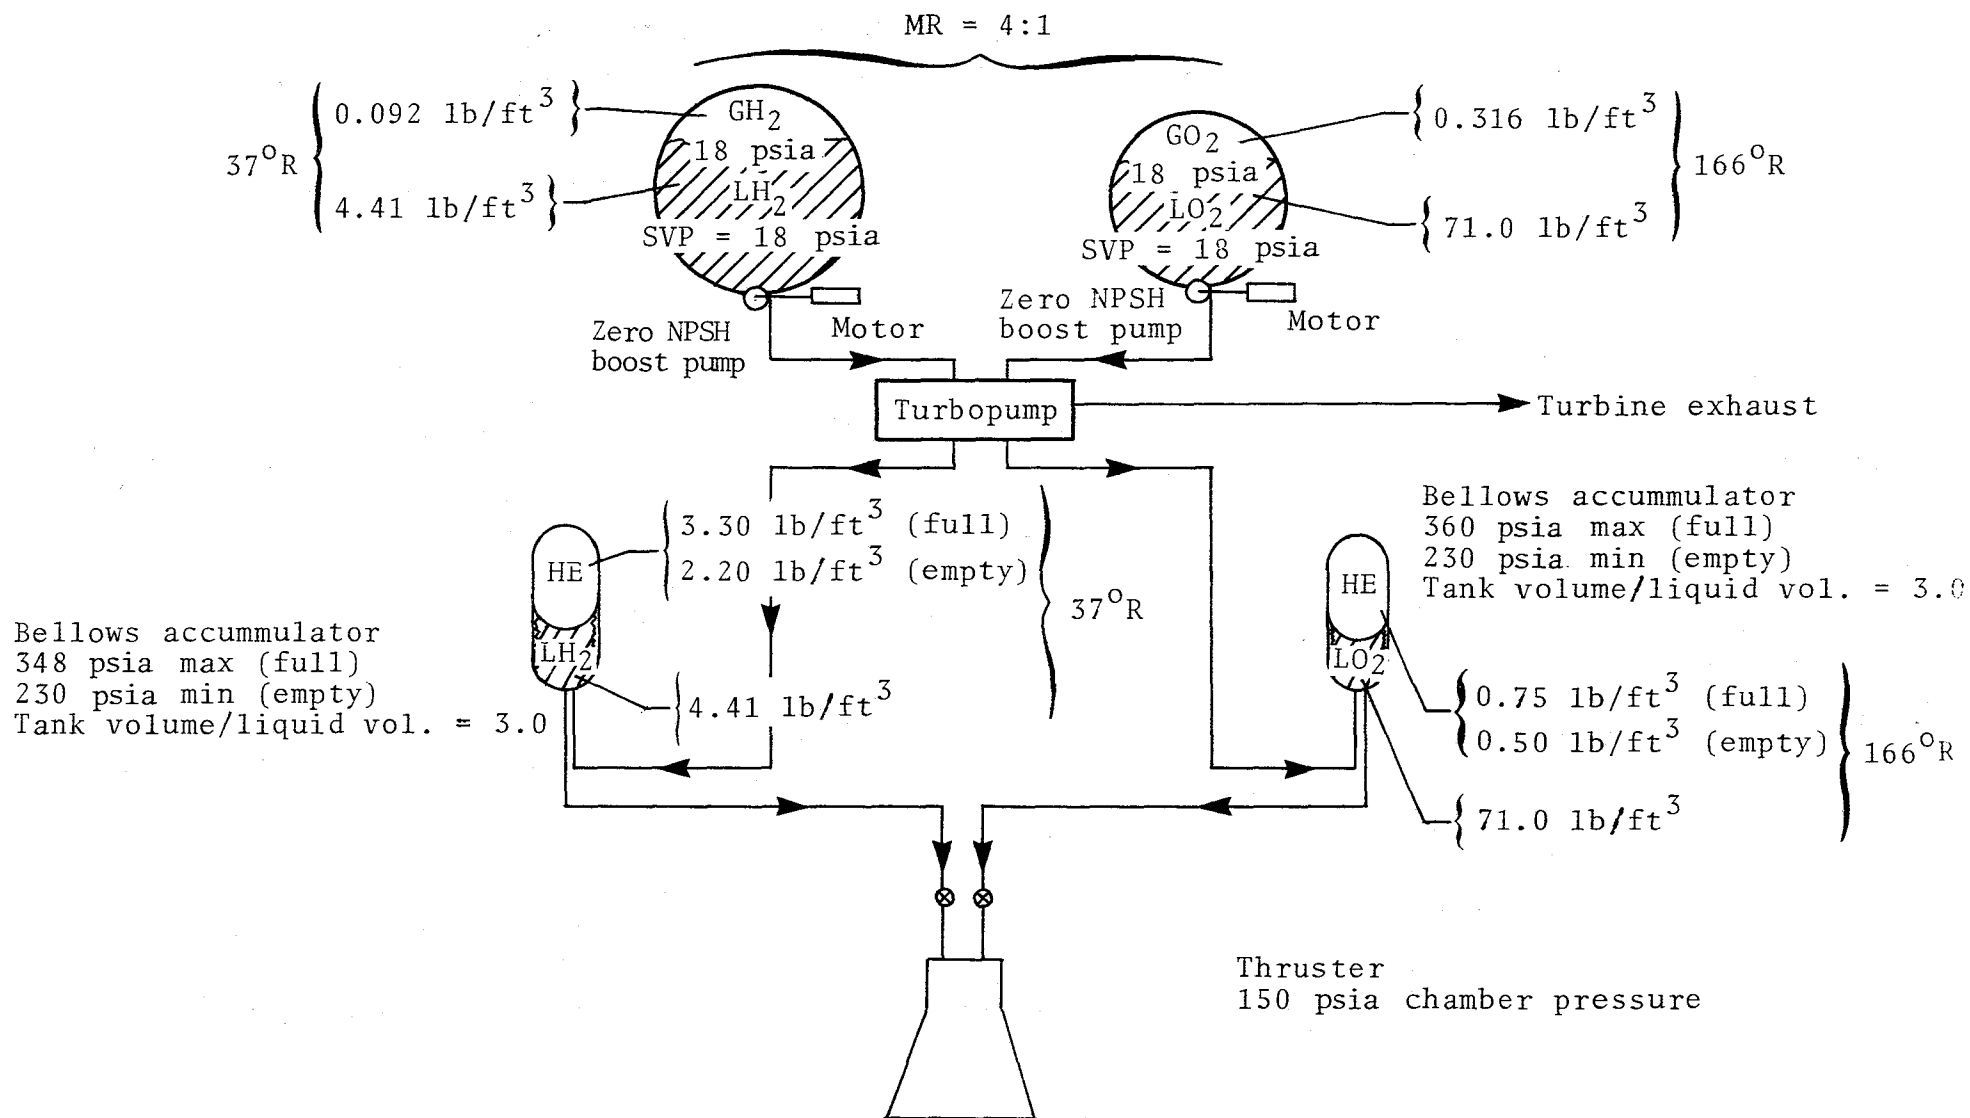 MR = 4:1
0.092 lb/ft3
4.41 lb/ft3
37°R
GH2
18 psia
LH2
SVP = 18 psia
GO2
18 psia
LO2
SVP = 18 psia
0.316 lb/ft3
71.0 lb/ft3
166°R
Zero NPSH
boost pump
Motor
Zero NPSH
boost pump
Motor
Turbopump
Turbine exhaust
3.30 lb/ft3 (full)
2.20 lb/ft3 (empty)
37°R
HE
LH2
4.41 lb/ft3
Bellows accummulator
348 psia max (full)
230 psia min (empty)
Tank volume/liquid vol. = 3.0
Bellows accummulator
360 psia max (full)
230 psia min (empty)
Tank volume/liquid vol. = 3.0
HE
LO2
0.75 lb/ft3 (full)
0.50 lb/ft3 (empty)
166°R
71.0 lb/ft3
Thruster
150 psia chamber pressure